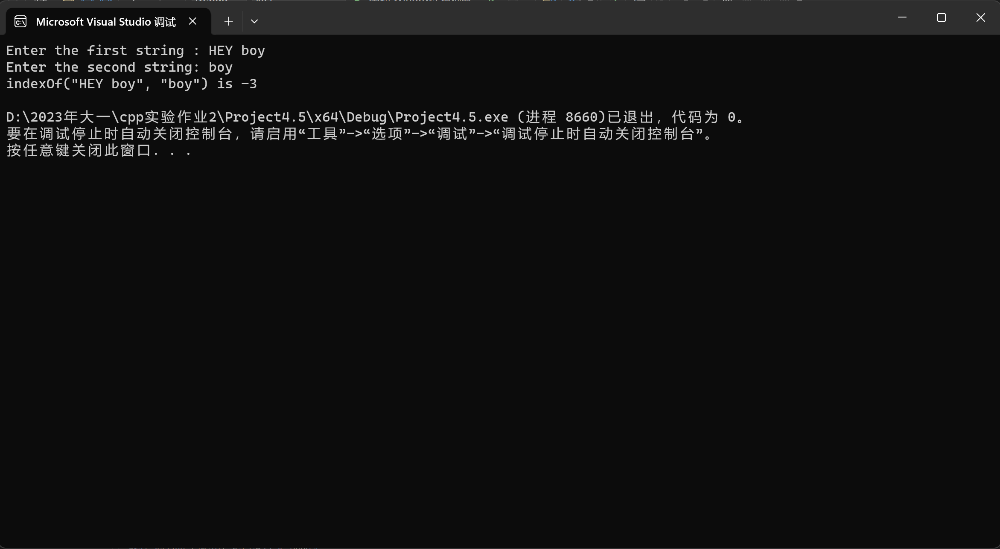 Microsoft Visual Studio 调试
Enter the first string : HEY boy
Enter the second string: boy
indexOf("HEY boy", "boy") is -3
D:\2023年大一\cpp实验作业2\Project4.5\x64\Debug\Project4.5.exe (进程 8660)已退出，代码为 0。
要在调试停止时自动关闭控制台，请启用“工具”->“选项”->“调试”->“调试停止时自动关闭控制台”。
按任意键关闭此窗口. . .